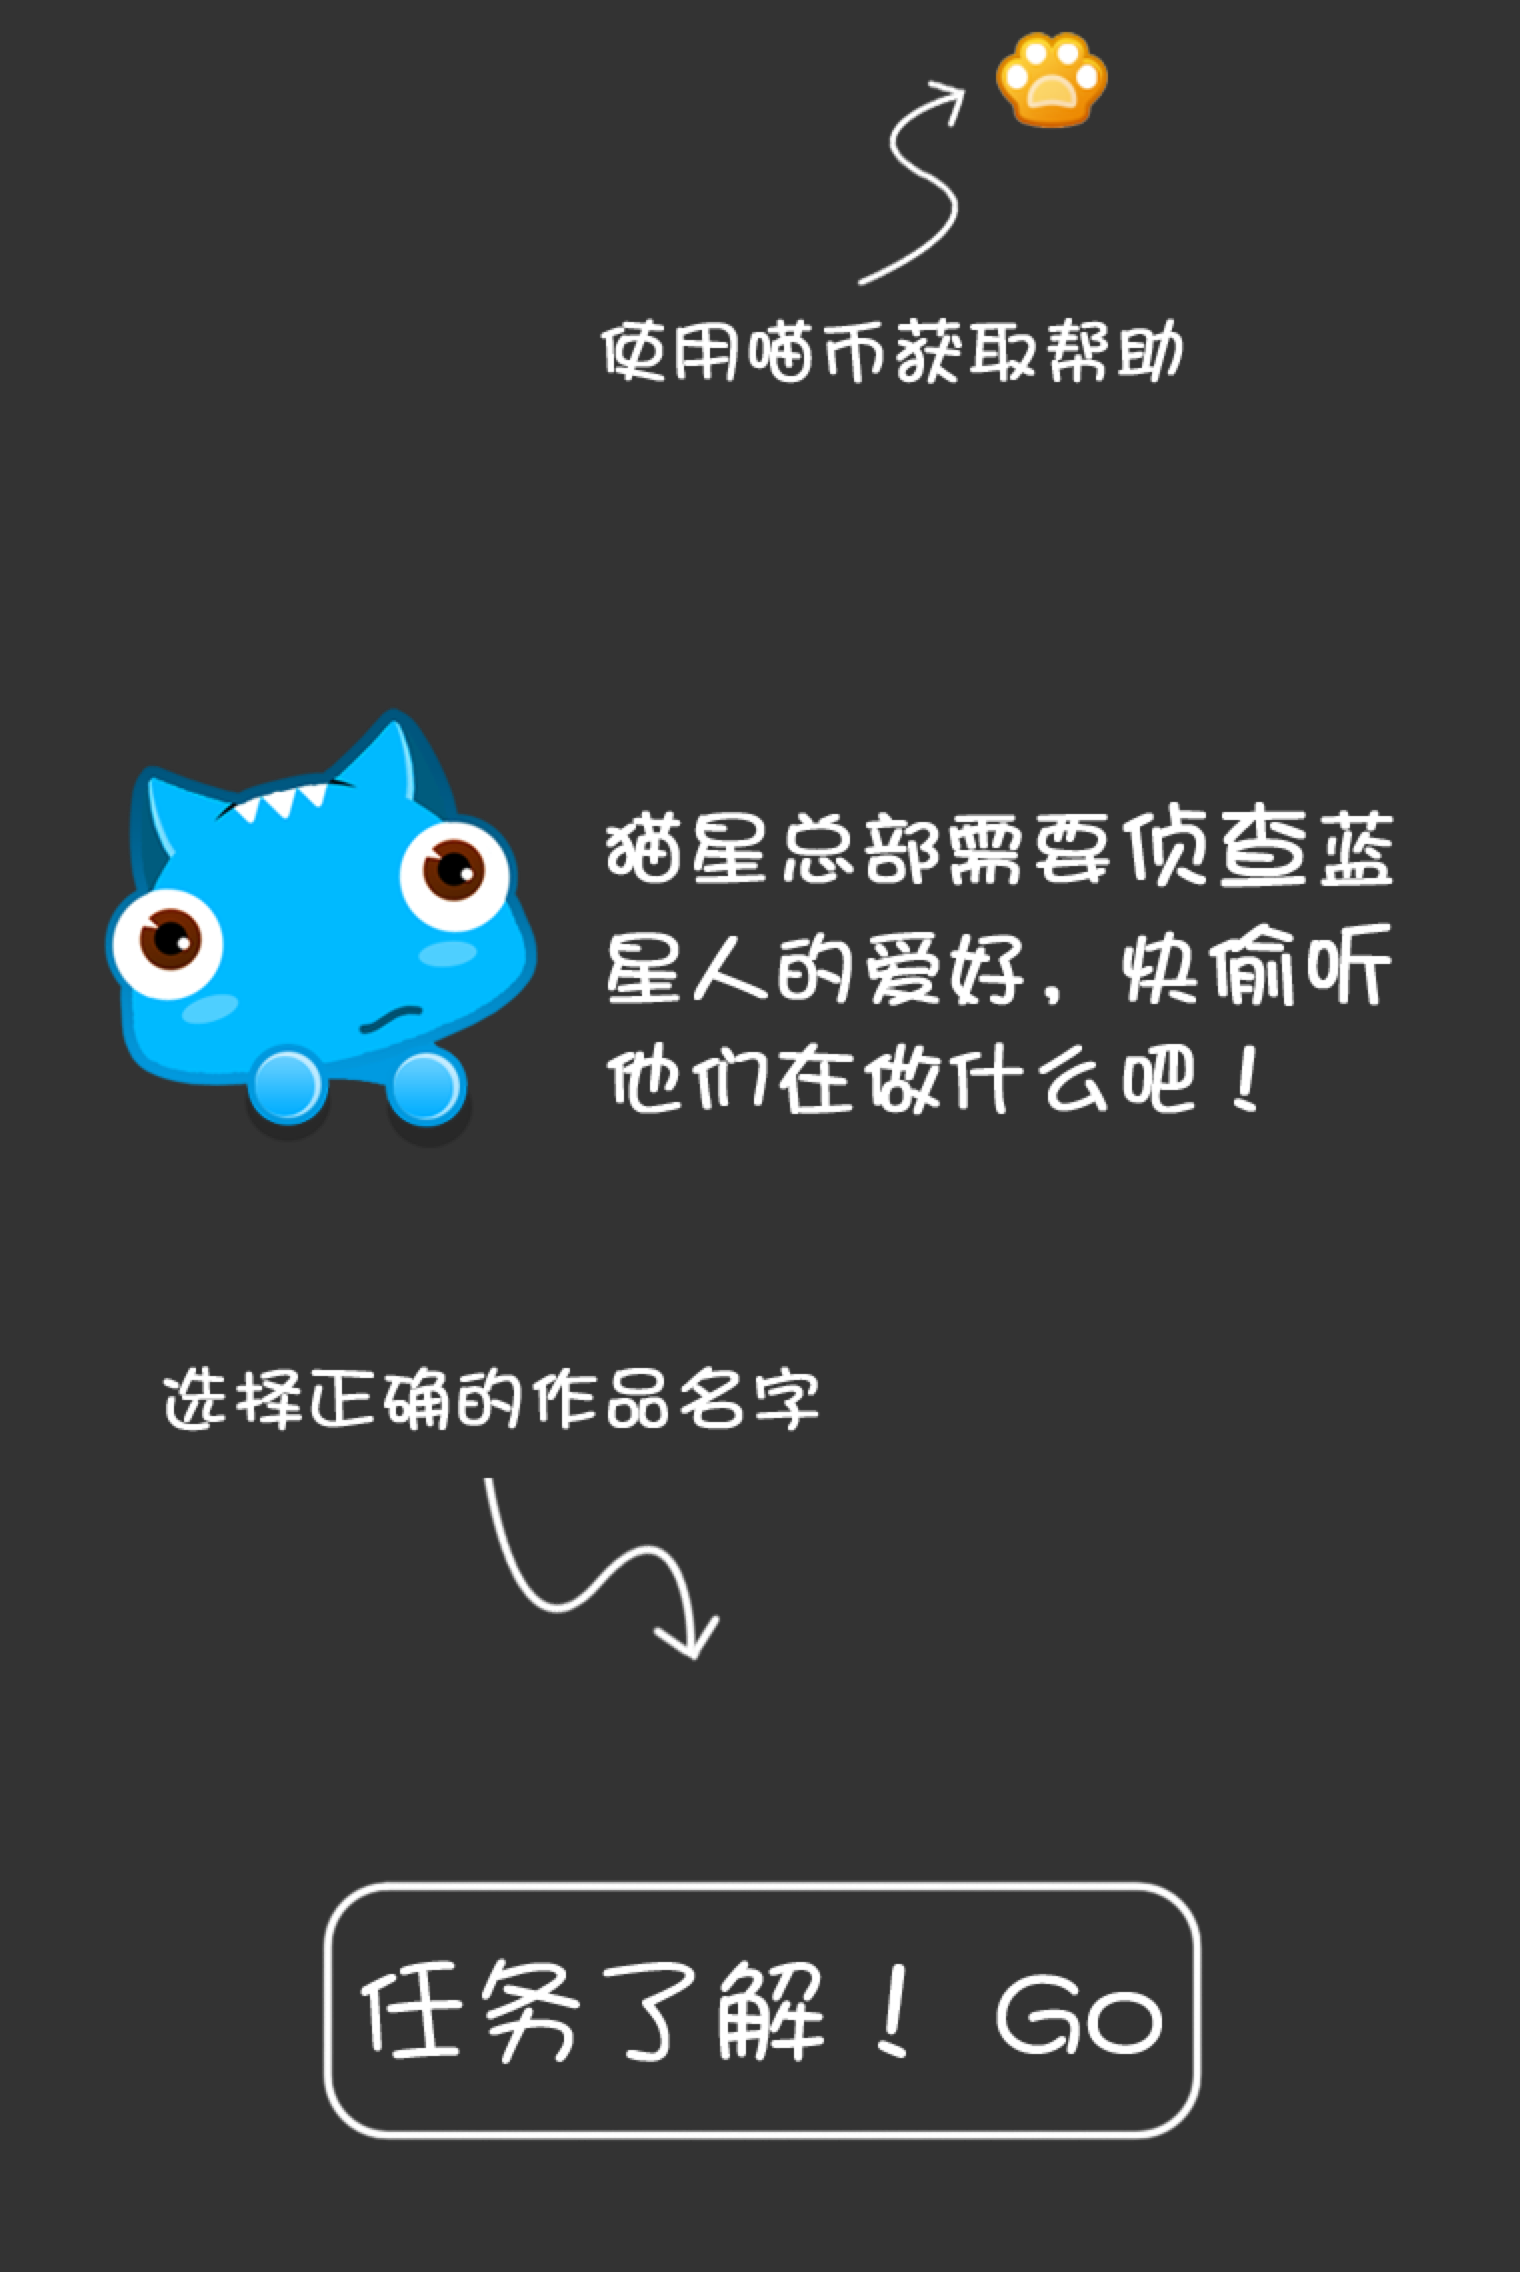 使用喵币获取帮助
猫星总部需要侦查蓝
星人的爱好，快偷听
他们在做什么吧！
选择正确的作品名字
任务了解！ Go